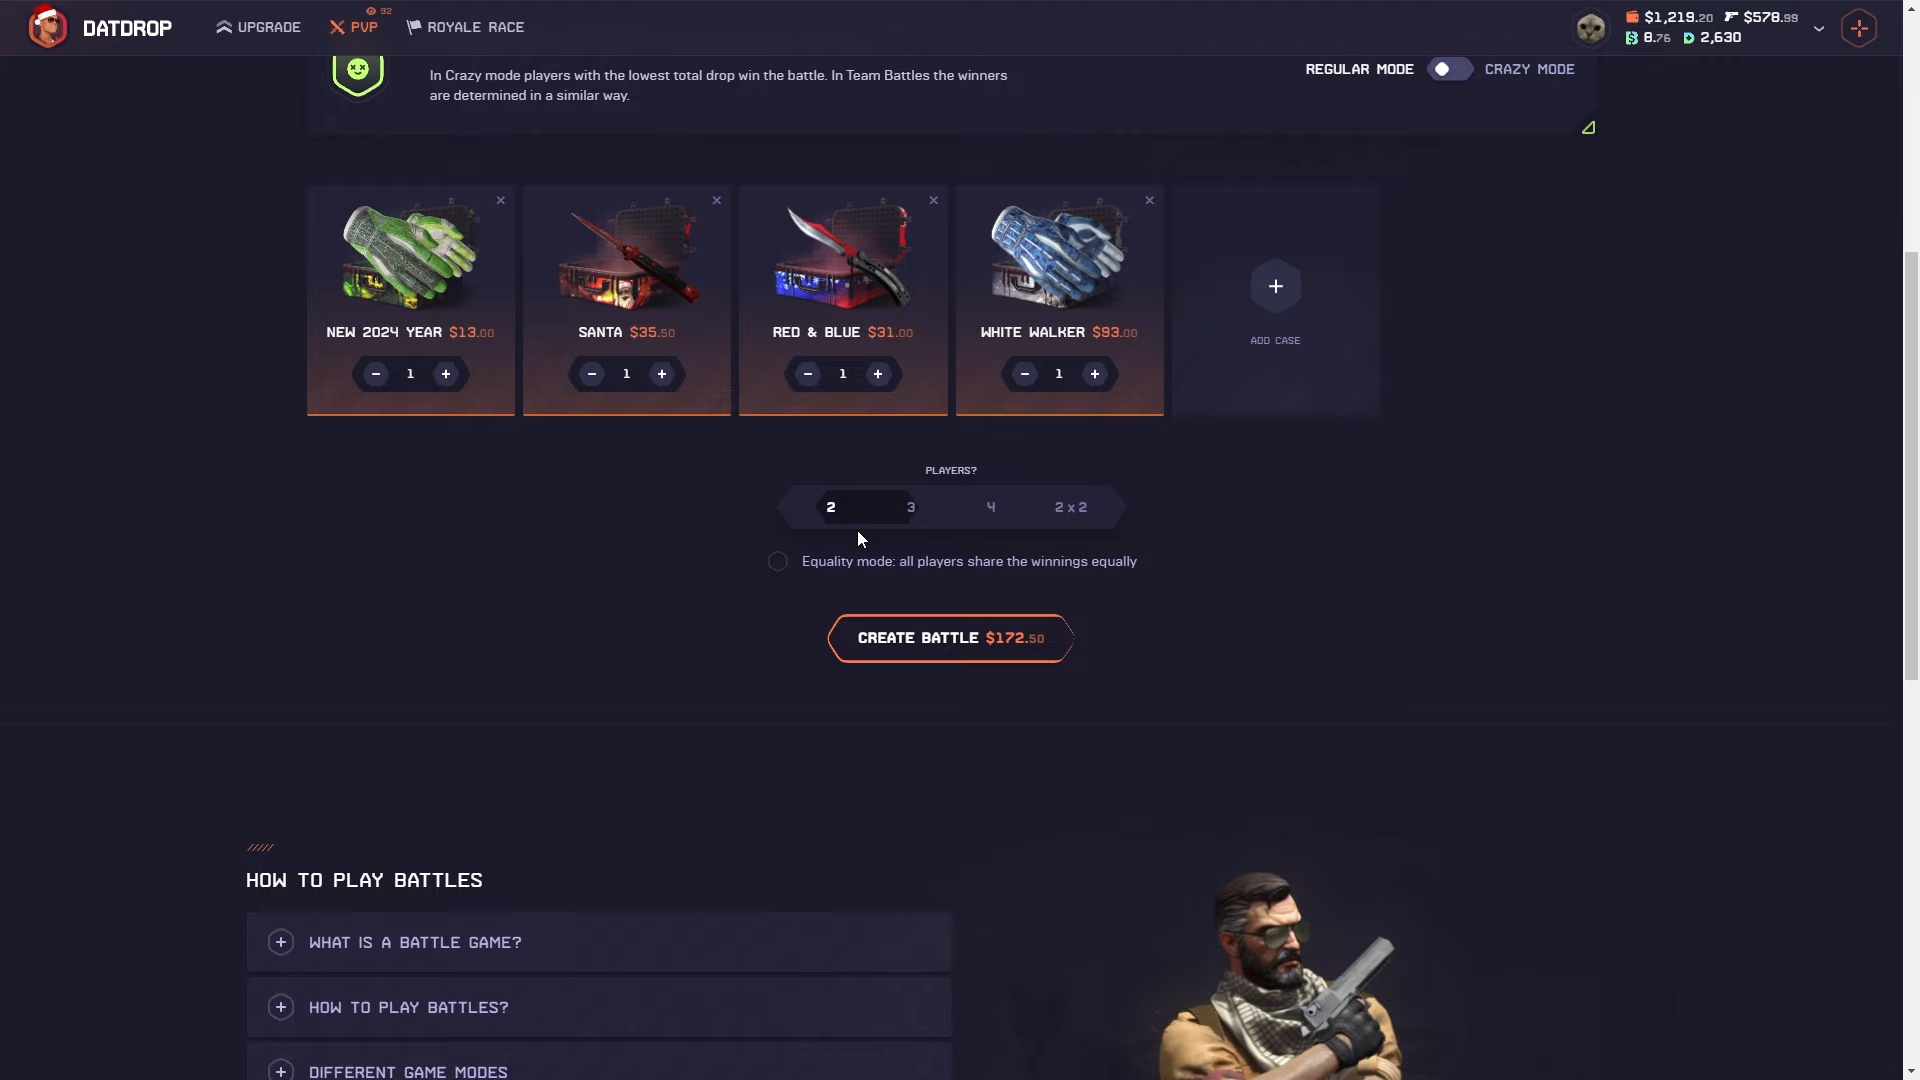 DATDROP
UPGRADE
92
PVP
ROYALE RACE
$1,219.20 $578.99
8.76 2,630
In Crazy mode players with the lowest total drop win the battle. In Team Battles the winners
are determined in a similar way.
REGULAR MODE CRAZY MODE
NEW 2024 YEAR $13.00
- 1 +
SANTA $35.50
- 1 +
RED & BLUE $31.00
- 1 +
WHITE WALKER $93.00
- 1 +
+
ADD CASE
PLAYERS?
2 3 4 2 x 2
Equality mode: all players share the winnings equally
CREATE BATTLE $172.50
/////
HOW TO PLAY BATTLES
+ WHAT IS A BATTLE GAME?
+ HOW TO PLAY BATTLES?
+ DIFFERENT GAME MODES